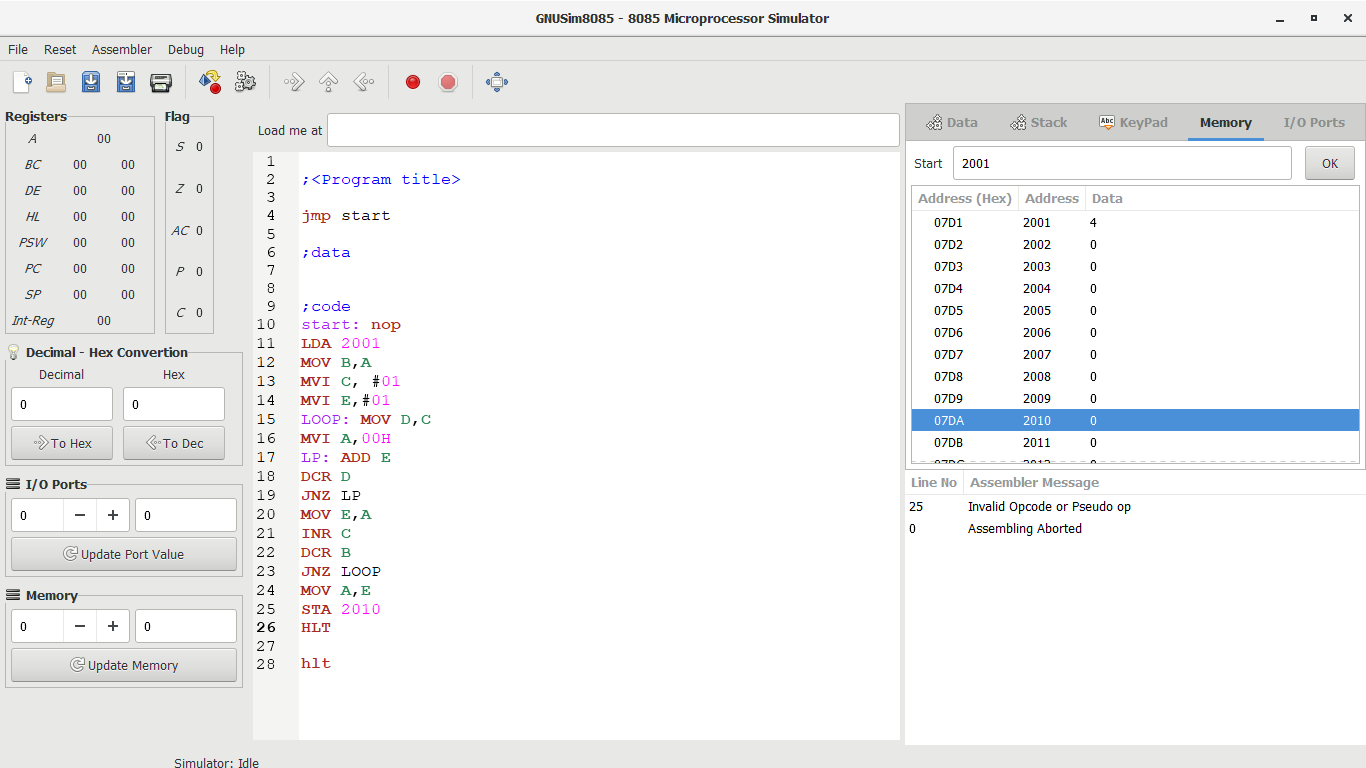 GNUSim8085 - 8085 Microprocessor Simulator
File Reset Assembler Debug Help
Registers
A 00
BC 00 00
DE 00 00
HL 00 00
PSW 00 00
PC 00 00
SP 00 00
Int-Reg 00
Flag
S 0
Z 0
AC 0
P 0
C 0
Decimal - Hex Convertion
Decimal Hex
0 0
To Hex To Dec
I/O Ports
0 − + 0
Update Port Value
Memory
0 − + 0
Update Memory
Load me at
1
2 ;<Program title>
3
4 jmp start
5
6 ;data
7
8
9 ;code
10 start: nop
11 LDA 2001
12 MOV B,A
13 MVI C, #01
14 MVI E,#01
15 LOOP: MOV D,C
16 MVI A,00H
17 LP: ADD E
18 DCR D
19 JNZ LP
20 MOV E,A
21 INR C
22 DCR B
23 JNZ LOOP
24 MOV A,E
25 STA 2010
26 HLT
27
28 hlt
Data Stack Abc KeyPad Memory I/O Ports
Start 2001 OK
Address (Hex) Address Data
07D1 2001 4
07D2 2002 0
07D3 2003 0
07D4 2004 0
07D5 2005 0
07D6 2006 0
07D7 2007 0
07D8 2008 0
07D9 2009 0
07DA 2010 0
07DB 2011 0
Line No Assembler Message
25 Invalid Opcode or Pseudo op
0 Assembling Aborted
Simulator: Idle